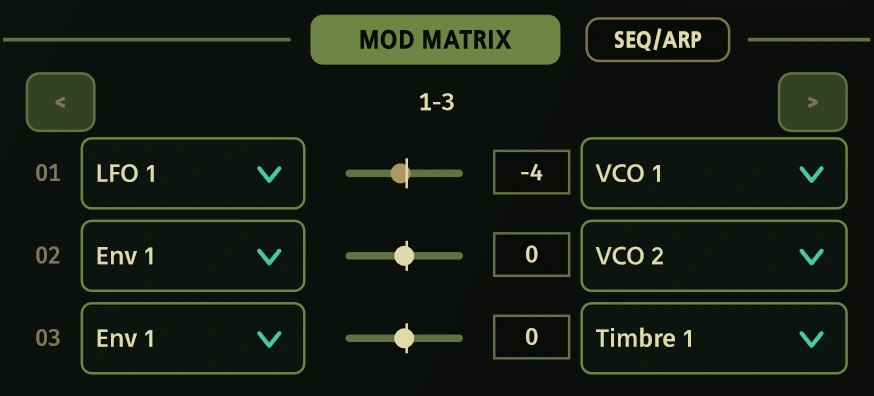 MOD MATRIX SEQ/ARP
< 1-3 >
01 LFO 1 -4 VCO 1
02 Env 1 0 VCO 2
03 Env 1 0 Timbre 1